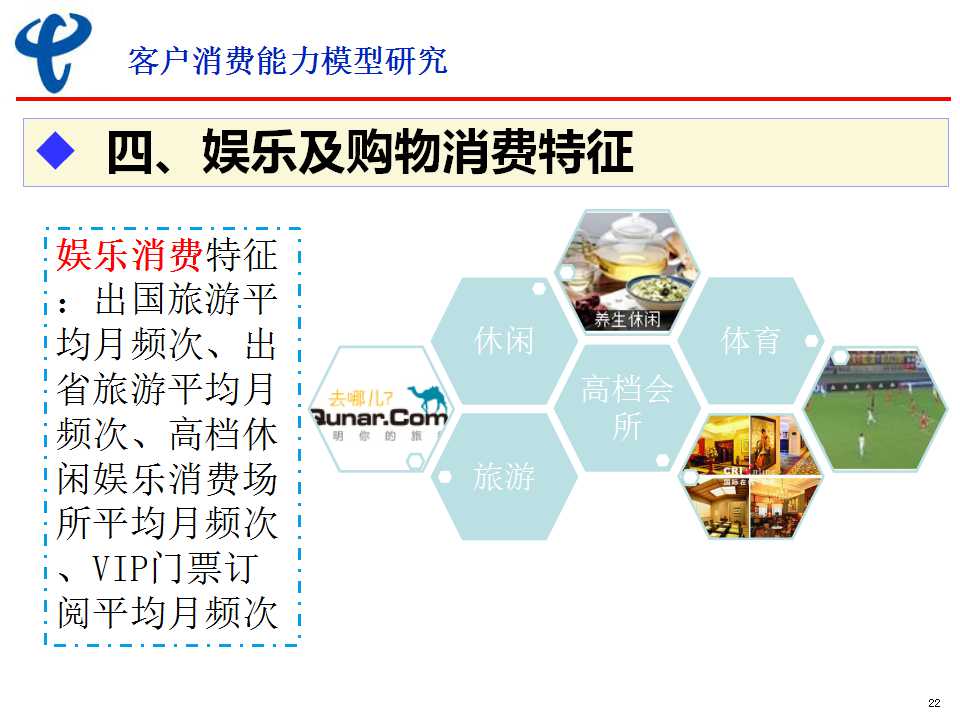 客户消费能力模型研究
四、娱乐及购物消费特征
娱乐消费特征
：出国旅游平
均月频次、出
省旅游平均月
频次、高档休
闲娱乐消费场
所平均月频次
、VIP门票订
阅平均月频次
养生休闲
休闲
体育
高档会
所
去哪儿?
Qunar.Com
明你的旅
旅游
CRI
国际在
22